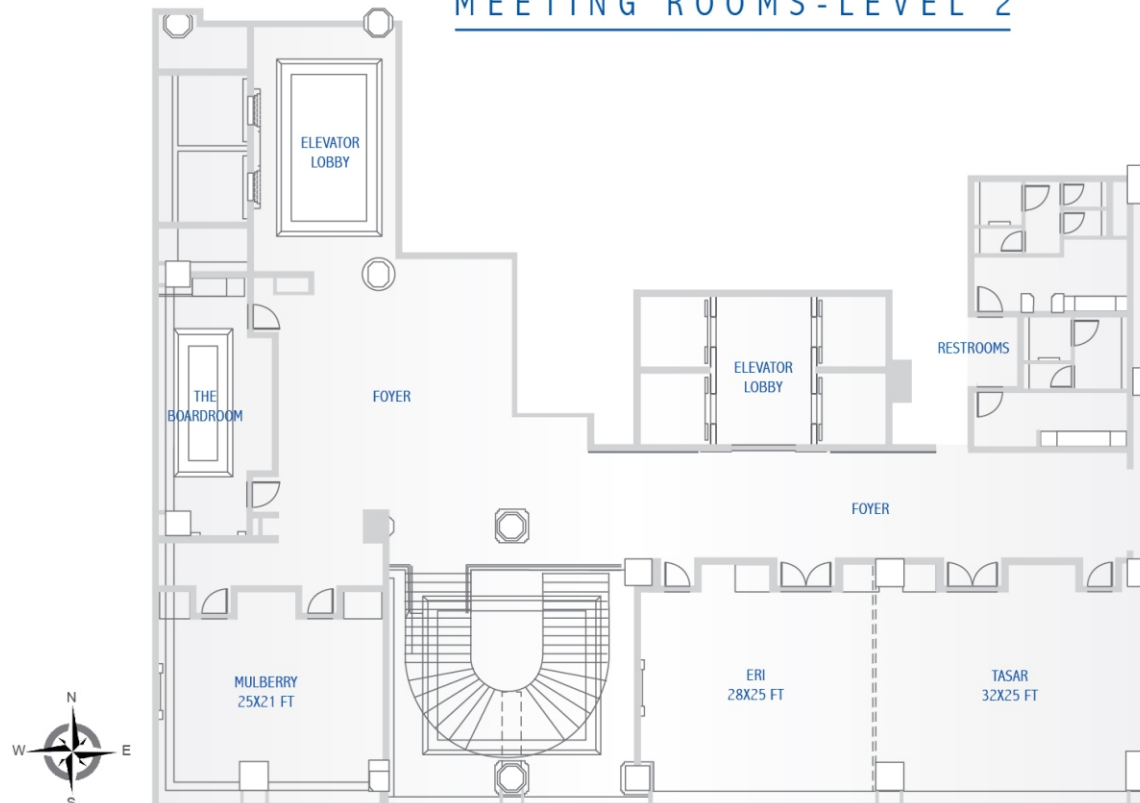 MEETING ROOMS-LEVEL 2
ELEVATOR
LOBBY
RESTROOMS
ELEVATOR
LOBBY
THE
BOARDROOM
FOYER
FOYER
MULBERRY
25X21 FT
ERI
28X25 FT
TASAR
32X25 FT
N
W
E
S